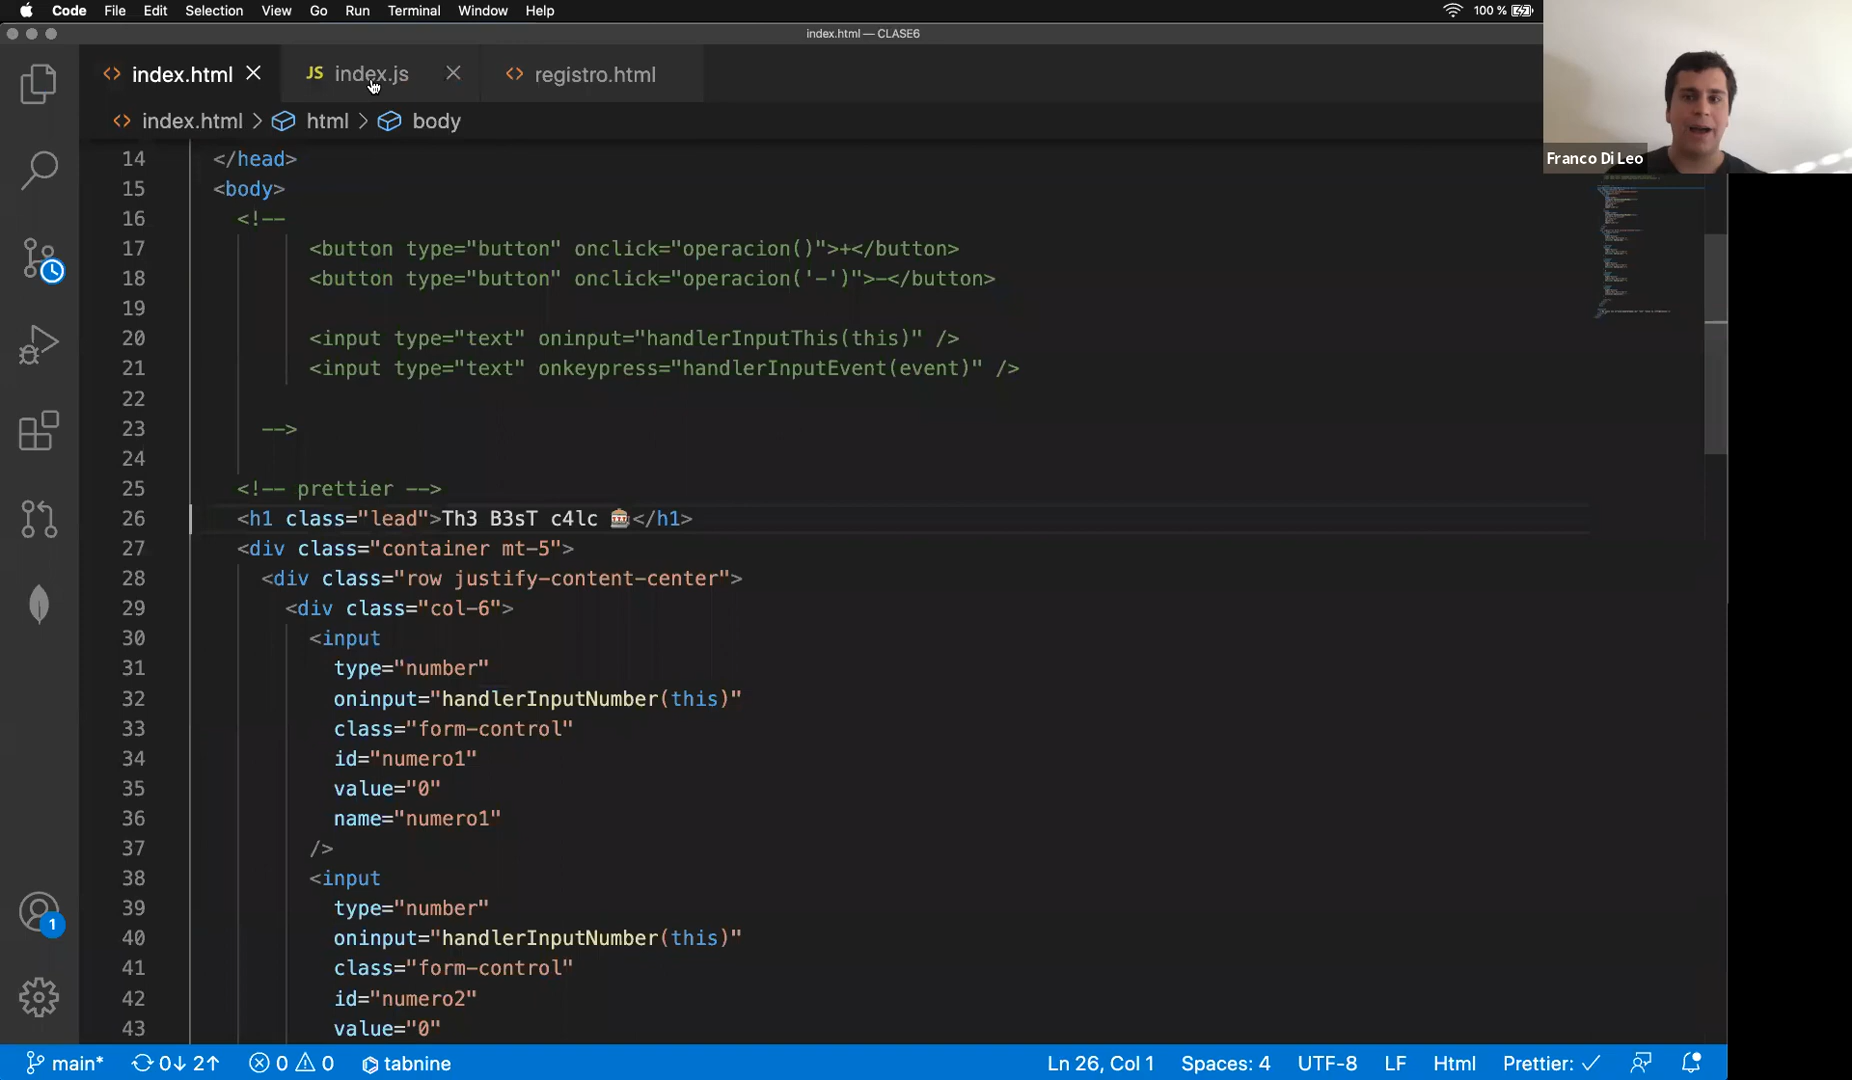 Code File Edit Selection View Go Run Terminal Window Help 100 %
index.html — CLASE6
index.html JS index.js registro.html
index.html > html > body
Franco Di Leo
14 </head>
15 <body>
16 <!--
17 <button type="button" onclick="operacion()">+</button>
18 <button type="button" onclick="operacion('-')">-</button>
19
20 <input type="text" oninput="handlerInputThis(this)" />
21 <input type="text" onkeypress="handlerInputEvent(event)" />
22
23 -->
24
25 <!-- prettier -->
26 <h1 class="lead">Th3 B3sT c4lc 🎰</h1>
27 <div class="container mt-5">
28 <div class="row justify-content-center">
29 <div class="col-6">
30 <input
31 type="number"
32 oninput="handlerInputNumber(this)"
33 class="form-control"
34 id="numero1"
35 value="0"
36 name="numero1"
37 />
38 <input
39 type="number"
40 oninput="handlerInputNumber(this)"
41 class="form-control"
42 id="numero2"
43 value="0"
1
main* 0↓ 2↑ 0 0 tabnine Ln 26, Col 1 Spaces: 4 UTF-8 LF Html Prettier: ✓